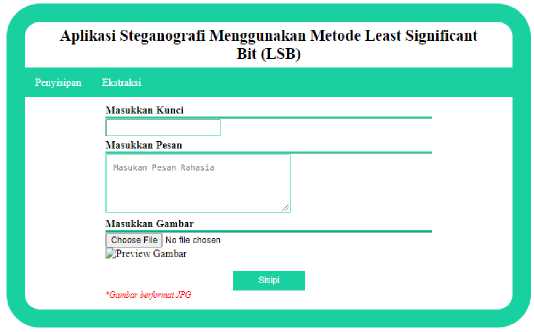 Aplikasi Steganografi Menggunakan Metode Least Significant
Bit (LSB)
Penyisipan Ekstraksi
Masukkan Kunci
Masukkan Pesan
Masukan Pesan Rahasia
Masukkan Gambar
Choose File No file chosen
Preview Gambar
Sisipi
*Gambar berformat JPG